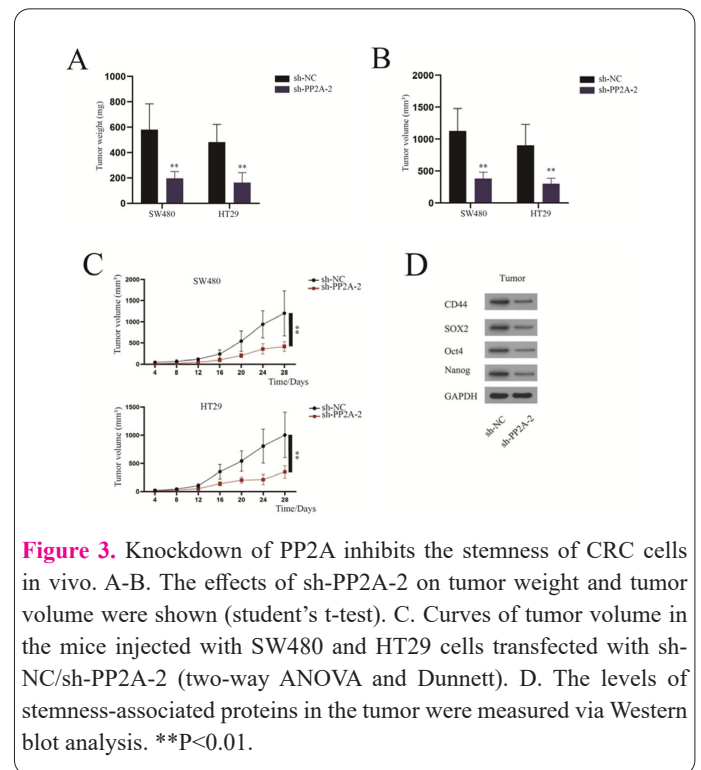 A
B
sh-NC
sh-PP2A-2
Tumor weight (mg)
1000
800
600
400
200
0
**
**
SW480
HT29
sh-NC
sh-PP2A-2
Tumor volume (mm³)
2000
1500
1000
500
0
**
**
SW480
HT29
C
D
SW480
sh-NC
sh-PP2A-2
Tumor volume (mm³)
2000
1500
1000
500
0
4 8 12 16 20 24 28
Time/Days
**
HT29
sh-NC
sh-PP2A-2
Tumor volume (mm³)
1500
1000
500
0
4 8 12 16 20 24 28
Time/Days
**
Tumor
CD44
SOX2
Oct4
Nanog
GAPDH
sh-NC
sh-PP2A-2
Figure 3. Knockdown of PP2A inhibits the stemness of CRC cells
in vivo. A-B. The effects of sh-PP2A-2 on tumor weight and tumor
volume were shown (student's t-test). C. Curves of tumor volume in
the mice injected with SW480 and HT29 cells transfected with sh-
NC/sh-PP2A-2 (two-way ANOVA and Dunnett). D. The levels of
stemness-associated proteins in the tumor were measured via Western
blot analysis. **P<0.01.